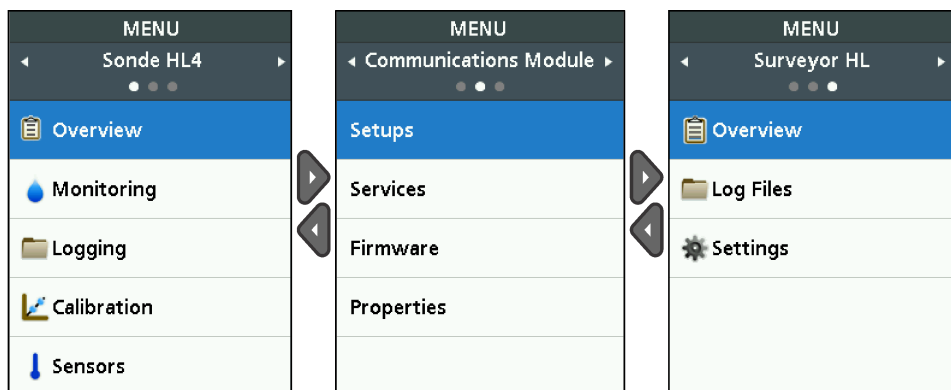 MENU
Sonde HL4
Overview
Monitoring
Logging
Calibration
Sensors
MENU
Communications Module
Setups
Services
Firmware
Properties
MENU
Surveyor HL
Overview
Log Files
Settings